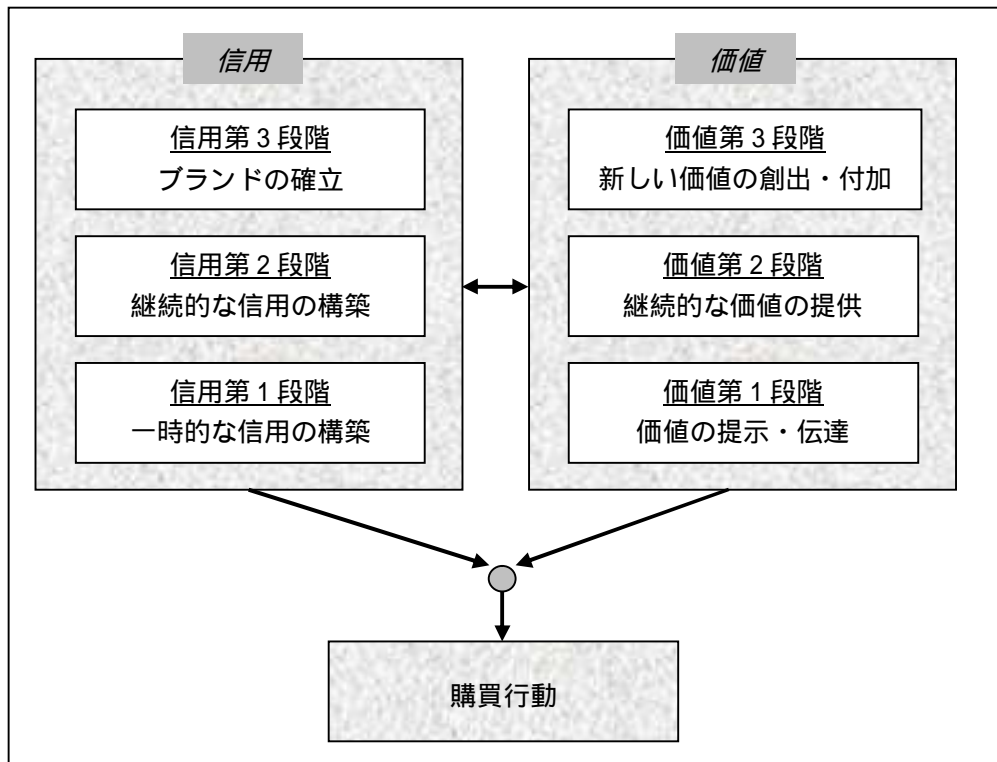 信用
信用第3段階
ブランドの確立
信用第2段階
継続的な信用の構築
信用第1段階
一時的な信用の構築
価値
価値第3段階
新しい価値の創出・付加
価値第2段階
継続的な価値の提供
価値第1段階
価値の提示・伝達
購買行動